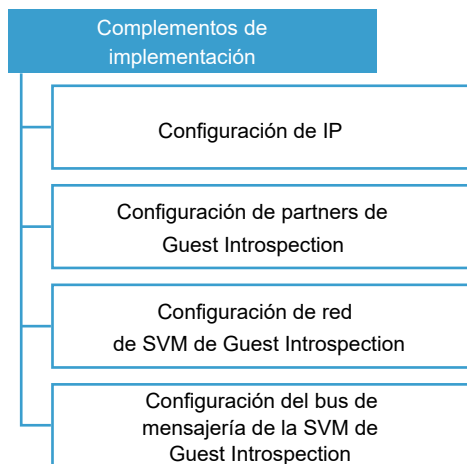 Complementos de
implementación
Configuración de IP
Configuración de partners de
Guest Introspection
Configuración de red
de SVM de Guest Introspection
Configuración del bus de
mensajería de la SVM de
Guest Introspection